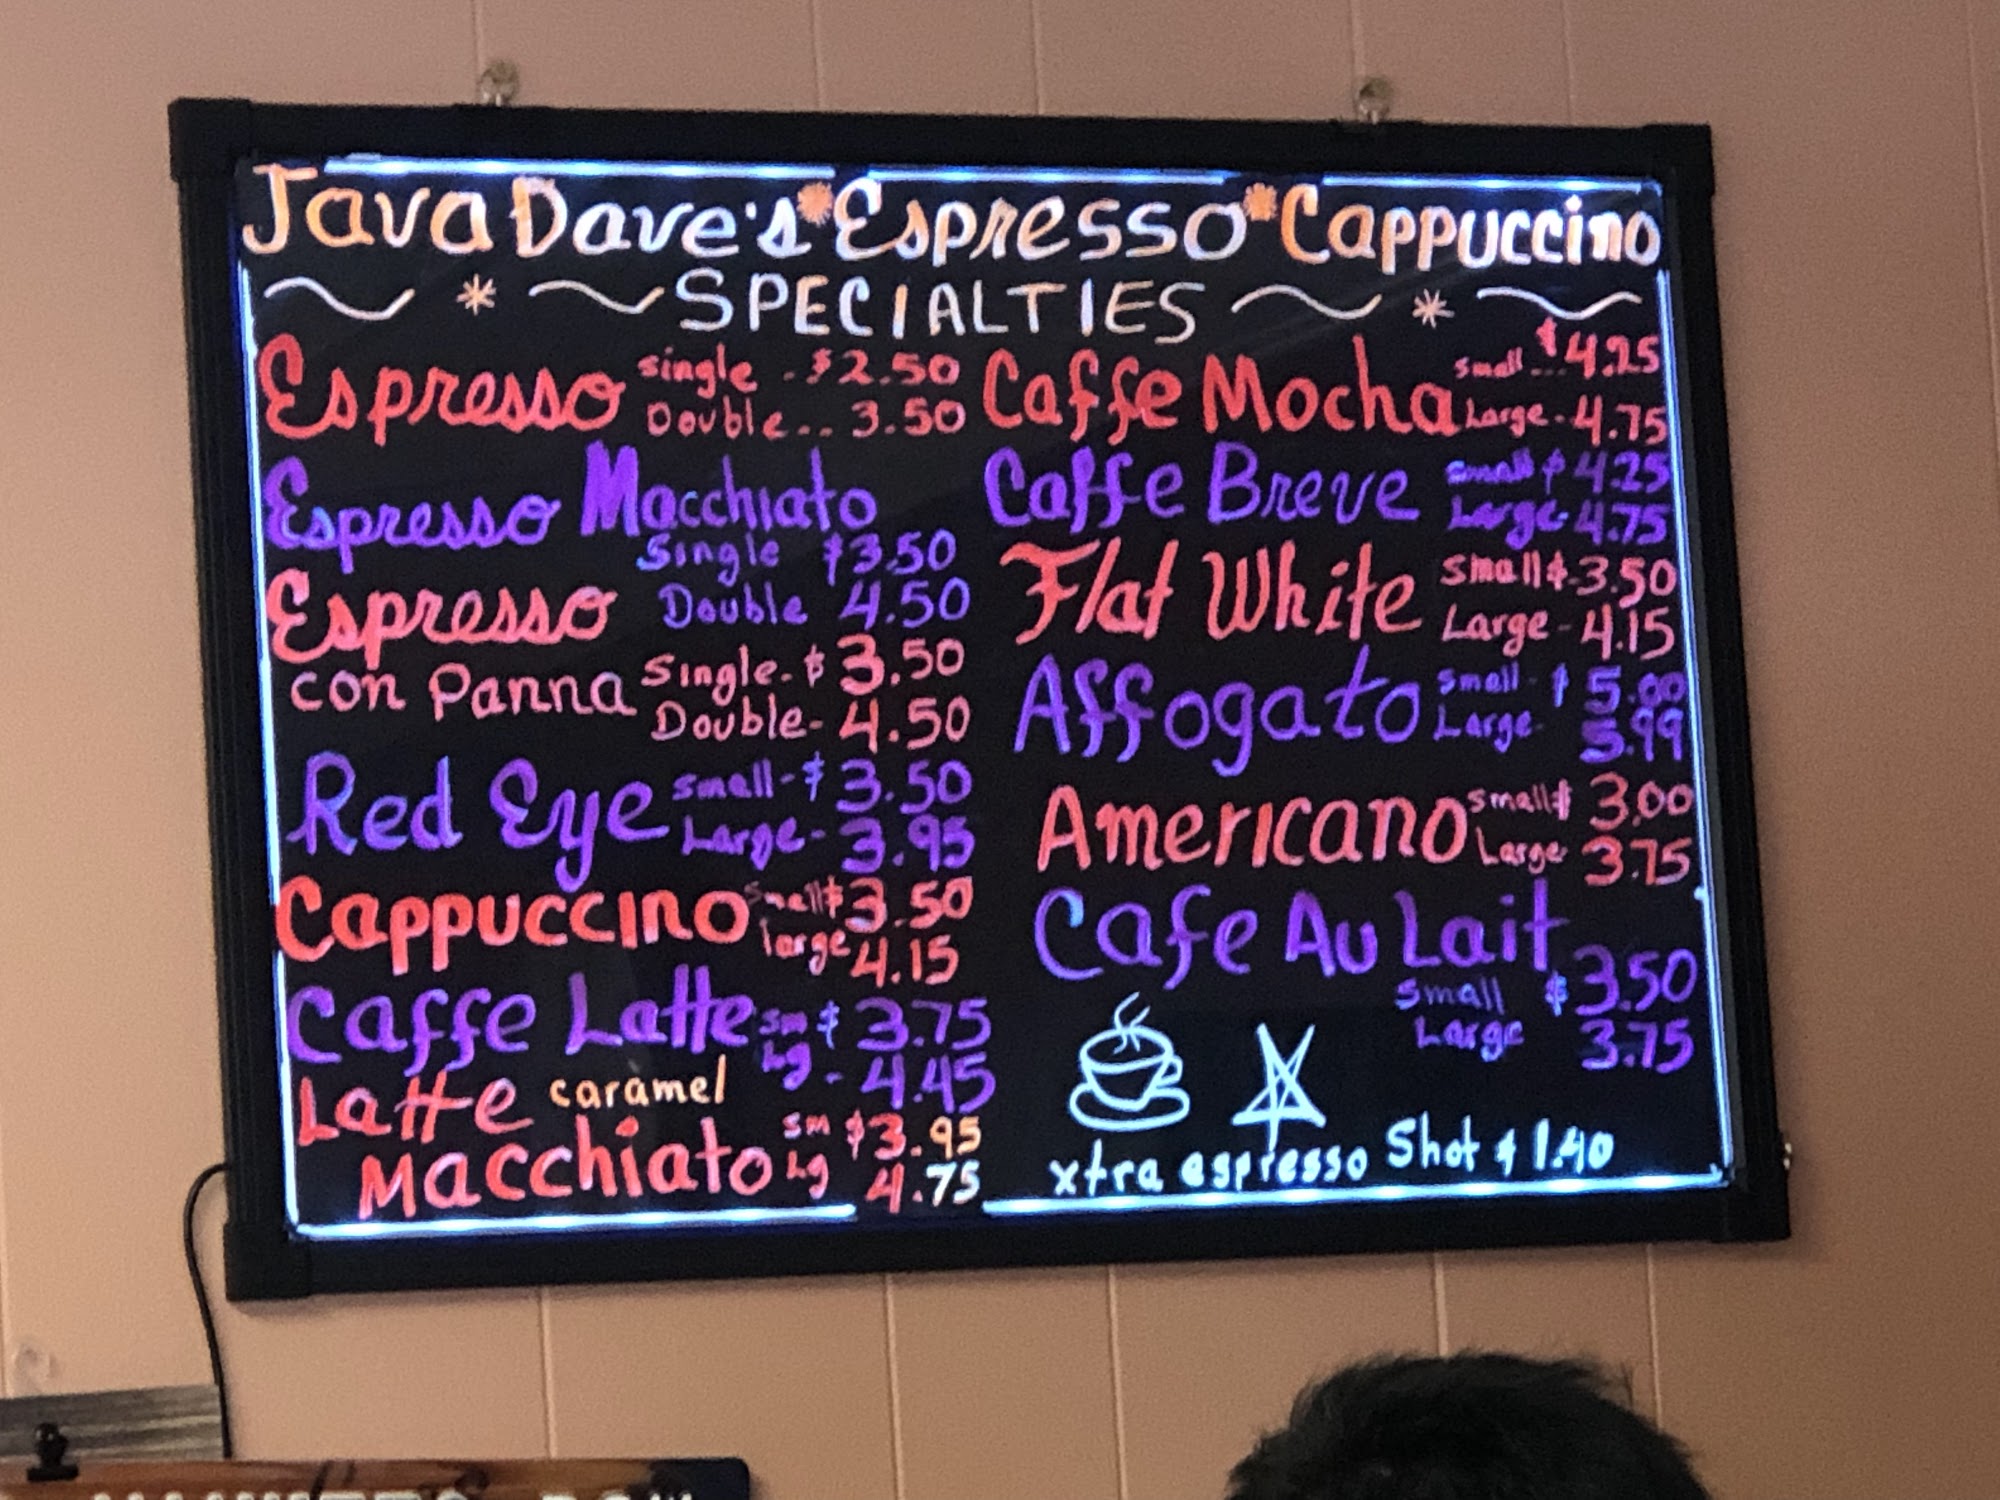 Java Dave's * Espresso * Cappuccino
~ * ~ SPECIALTIES ~ * ~
Espresso Single - $2.50
Double.. 3.50
Espresso Macchiato
Single $3.50
Double 4.50
Espresso
con Panna Single - $3.50
Double - 4.50
Red Eye Small - $3.50
Large - 3.95
Cappuccino Small $3.50
large 4.15
Caffe Latte Sm $3.75
Lg - 4.45
Latte caramel
Macchiato Sm $3.95
Lg 4.75
Caffe Mocha Small ... $4.25
Large - 4.75
Caffe Breve Small $4.25
Large - 4.75
Flat White Small $ - 3.50
Large - 4.15
Affogato Small - $5.00
Large - 5.99
Americano Small $3.00
Large 3.75
Cafe Au Lait
Small $3.50
Large 3.75
xtra espresso Shot $1.40